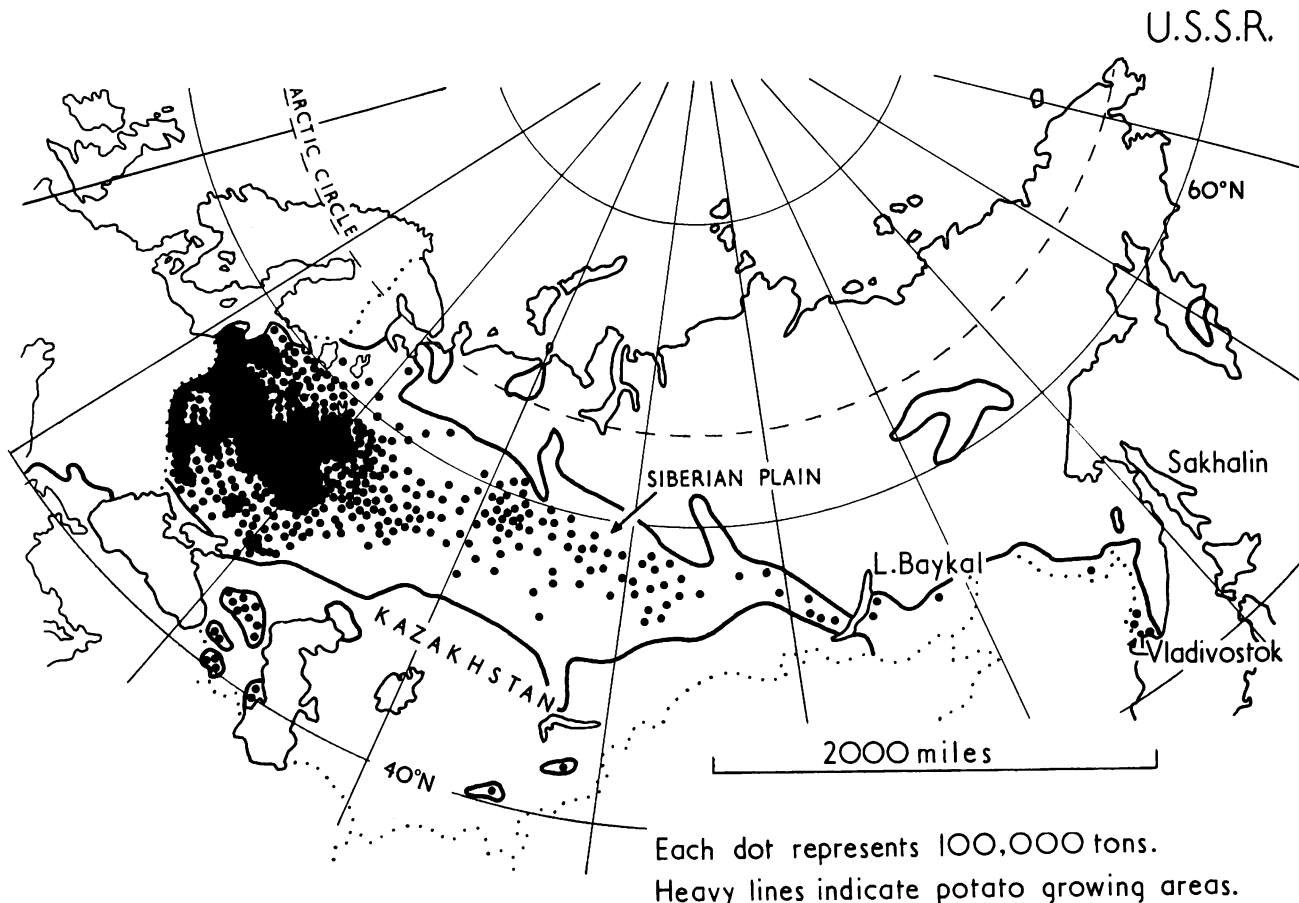 U.S.S.R.
ARCTIC CIRCLE
60°N
Sakhalin
SIBERIAN PLAIN
L.Baykal
KAZAKHSTAN
Vladivostok
2000 miles
40°N
Each dot represents 100,000 tons.
Heavy lines indicate potato growing areas.